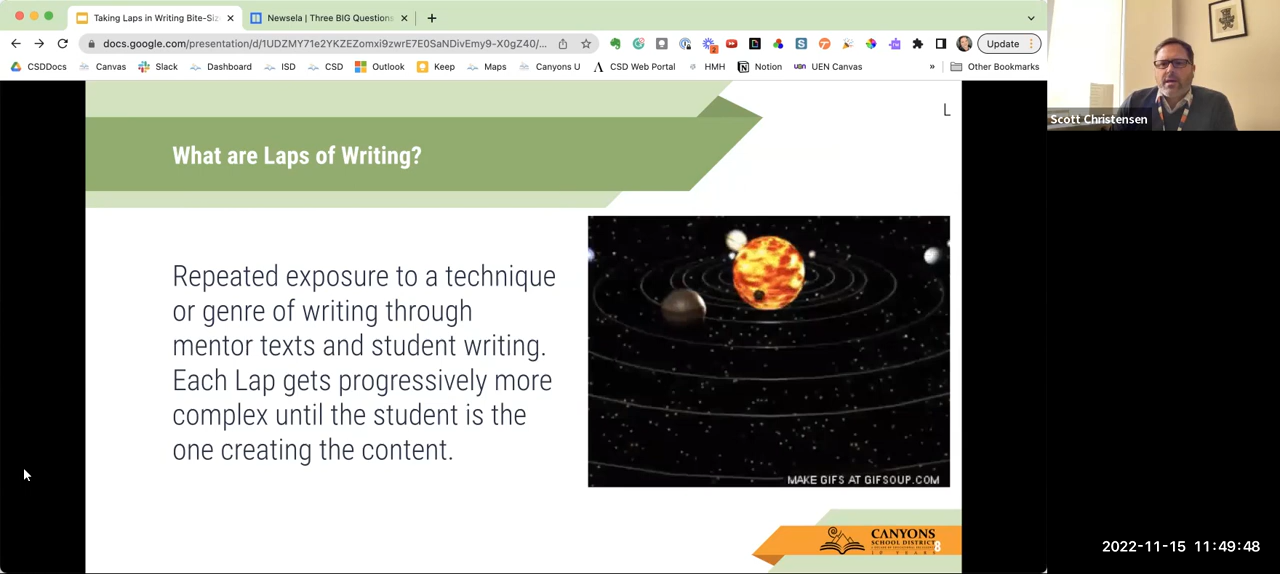 Taking Laps in Writing Bite-Siz
Newsela | Three BIG Questions
docs.google.com/presentation/d/1UDZMY71e2YKZEZomxi9zwrE7E0SaNDivEmy9-X0gZ40/...
Update
CSDDocs Canvas Slack Dashboard ISD CSD Outlook Keep Maps Canyons U CSD Web Portal HMH Notion UEN Canvas » Other Bookmarks
Scott Christensen
L
What are Laps of Writing?
Repeated exposure to a technique
or genre of writing through
mentor texts and student writing.
Each Lap gets progressively more
complex until the student is the
one creating the content.
MAKE GIFS AT GIFSOUP.COM
CANYONS
SCHOOL DISTRICT
8
2022-11-15 11:49:48